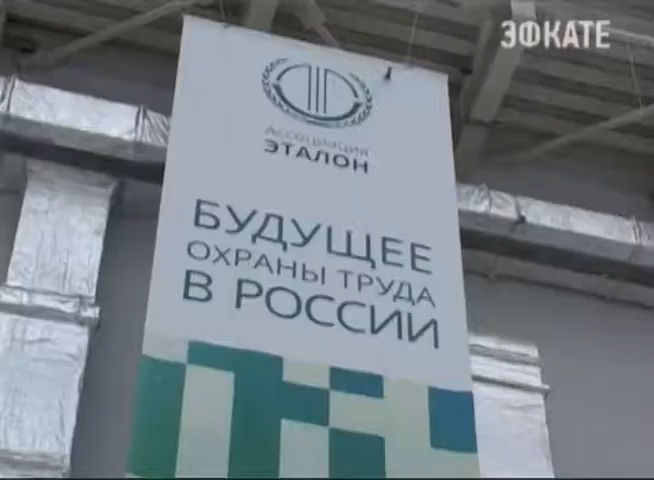 ЭФКАТЕ
Ассоциация
ЭТАЛОН
БУДУЩЕЕ
ОХРАНЫ ТРУДА
В РОССИИ